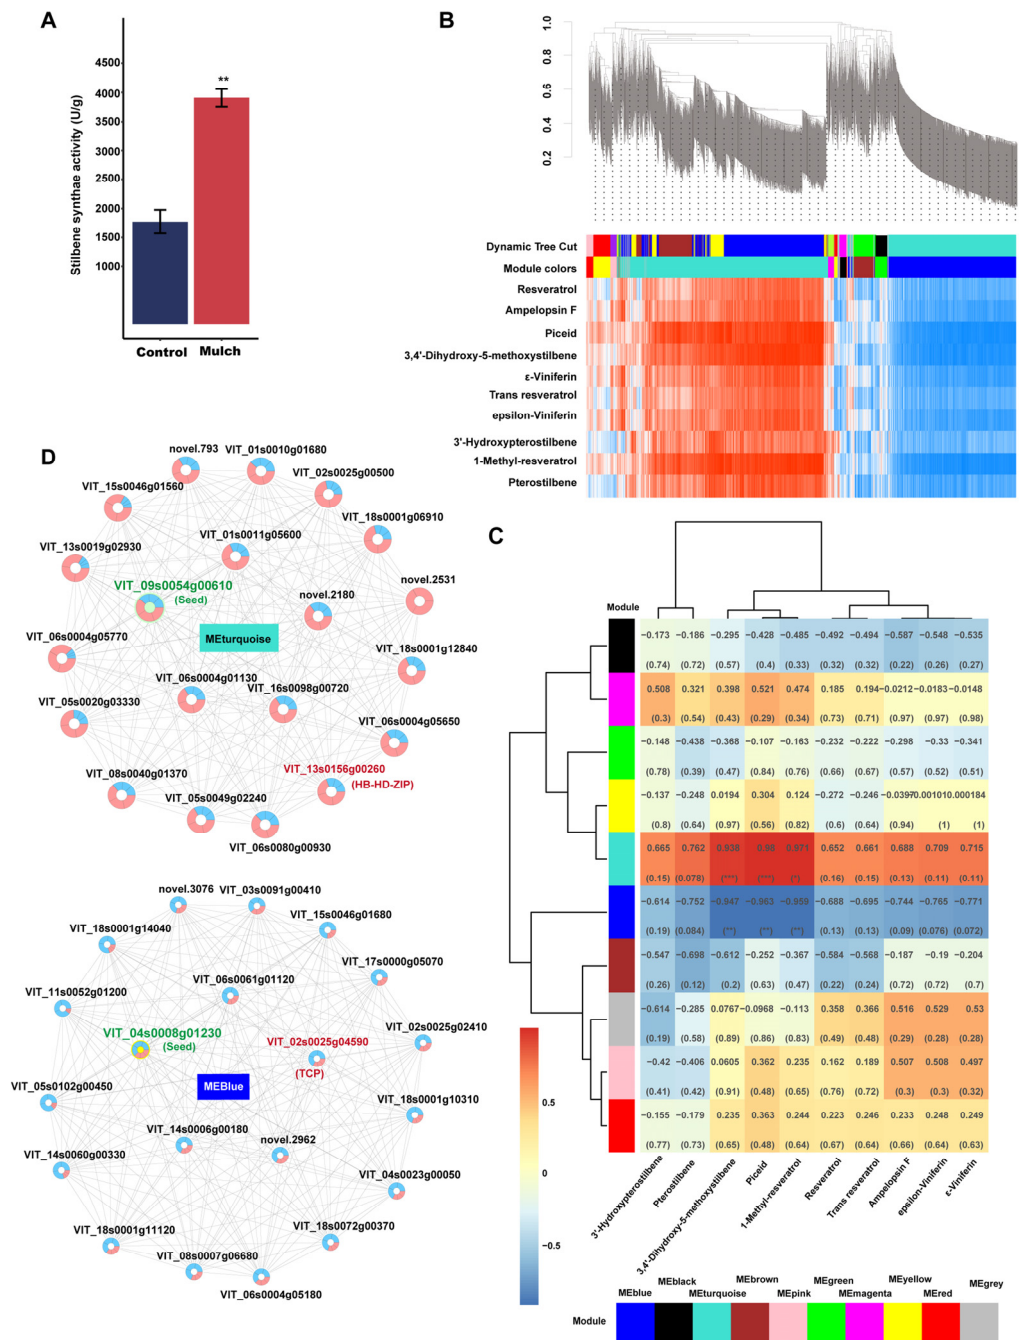 A
Stilbene synthae activity (U/g)
4500
4000
3500
3000
2500
2000
1500
1000
**
Control
Mulch
B
1.0
0.8
0.6
0.4
0.2
Dynamic Tree Cut
Module colors
Resveratrol
Ampelopsin F
Piceid
3,4'-Dihydroxy-5-methoxystilbene
ε-Viniferin
Trans resveratrol
epsilon-Viniferin
3'-Hydroxypterostilbene
1-Methyl-resveratrol
Pterostilbene
D
novel.793
VIT_01s0010g01680
VIT_15s0046g01560
VIT_02s0025g00500
VIT_18s0001g06910
VIT_13s0019g02930
VIT_01s0011g05600
VIT_09s0054g00610
(Seed)
novel.2180
novel.2531
MEturquoise
VIT_06s0004g05770
VIT_18s0001g12840
VIT_06s0004g01130
VIT_16s0098g00720
VIT_05s0020g03330
VIT_06s0004g05650
VIT_13s0156g00260
(HB-HD-ZIP)
VIT_08s0040g01370
VIT_05s0049g02240
VIT_06s0080g00930
novel.3076
VIT_03s0091g00410
VIT_15s0046g01680
VIT_18s0001g14040
VIT_17s0000g05070
VIT_06s0061g01120
VIT_11s0052g01200
VIT_04s0008g01230
(Seed)
VIT_02s0025g04590
(TCP)
VIT_02s0025g02410
MEBlue
VIT_05s0102g00450
VIT_18s0001g10310
VIT_14s0006g00180
novel.2962
VIT_14s0060g00330
VIT_04s0023g00050
VIT_18s0001g11120
VIT_18s0072g00370
VIT_08s0007g06680
VIT_06s0004g05180
C
Module
−0.173 −0.186 −0.295 −0.428 −0.485 −0.492 −0.494 −0.587 −0.548 −0.535
(0.74) (0.72) (0.57) (0.4) (0.33) (0.32) (0.32) (0.22) (0.26) (0.27)
0.508 0.321 0.398 0.521 0.474 0.185 0.194 −0.0212 −0.0183 −0.0148
(0.3) (0.54) (0.43) (0.29) (0.34) (0.73) (0.71) (0.97) (0.97) (0.98)
−0.148 −0.438 −0.368 −0.107 −0.163 −0.232 −0.222 −0.298 −0.33 −0.341
(0.78) (0.39) (0.47) (0.84) (0.76) (0.66) (0.67) (0.57) (0.52) (0.51)
−0.137 −0.248 0.0194 0.304 0.124 −0.272 −0.246 −0.0397 0.00101 0.000184
(0.8) (0.64) (0.97) (0.56) (0.82) (0.6) (0.64) (0.94) (1) (1)
0.665 0.762 0.938 0.98 0.971 0.652 0.661 0.688 0.709 0.715
(0.15) (0.078) (***) (***) (*) (0.16) (0.15) (0.13) (0.11) (0.11)
−0.614 −0.752 −0.947 −0.963 −0.959 −0.688 −0.695 −0.744 −0.765 −0.771
(0.19) (0.084) (**) (**) (**) (0.13) (0.13) (0.09) (0.076) (0.072)
−0.547 −0.698 −0.612 −0.252 −0.367 −0.584 −0.568 −0.187 −0.19 −0.204
(0.26) (0.12) (0.2) (0.63) (0.47) (0.22) (0.24) (0.72) (0.72) (0.7)
−0.614 −0.285 0.0767 −0.0968 −0.113 0.358 0.366 0.516 0.529 0.53
(0.19) (0.58) (0.89) (0.86) (0.83) (0.49) (0.48) (0.29) (0.28) (0.28)
−0.42 −0.406 0.0605 0.362 0.235 0.162 0.189 0.507 0.508 0.497
(0.41) (0.42) (0.91) (0.48) (0.65) (0.76) (0.72) (0.3) (0.3) (0.32)
−0.155 −0.179 0.235 0.363 0.244 0.223 0.246 0.233 0.248 0.249
(0.77) (0.73) (0.65) (0.48) (0.64) (0.67) (0.64) (0.66) (0.64) (0.63)
0.5
0
−0.5
3'-Hydroxypterostilbene
Pterostilbene
3,4'-Dihydroxy-5-methoxystilbene
Piceid
1-Methyl-resveratrol
Resveratrol
Trans resveratrol
Ampelopsin F
epsilon-Viniferin
ε-Viniferin
MEblack MEbrown MEgreen MEyellow MEgrey
MEblue MEturquoise MEpink MEmagenta MEred
Module